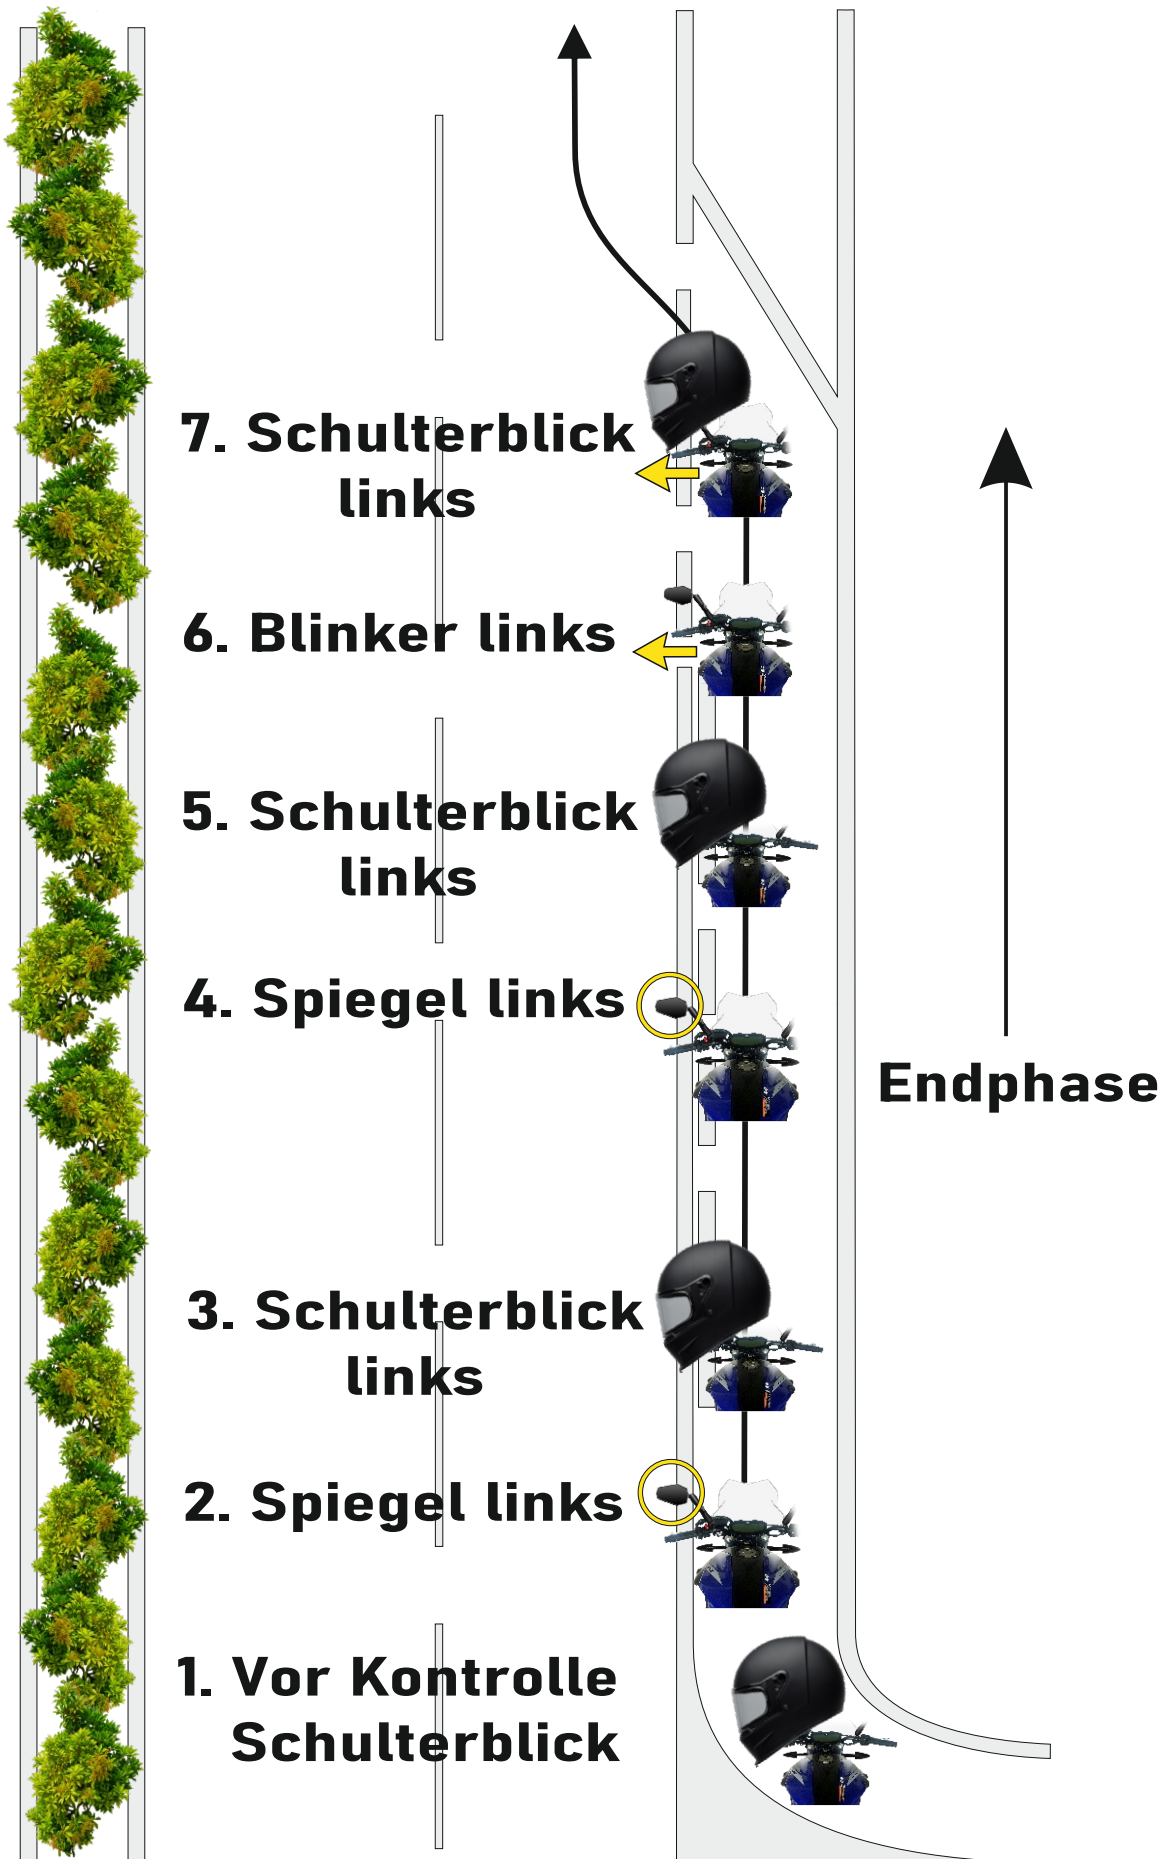 7. Schulterblick
links
6. Blinker links
5. Schulterblick
links
4. Spiegel links
Endphase
3. Schulterblick
links
2. Spiegel links
1. Vor Kontrolle
Schulterblick